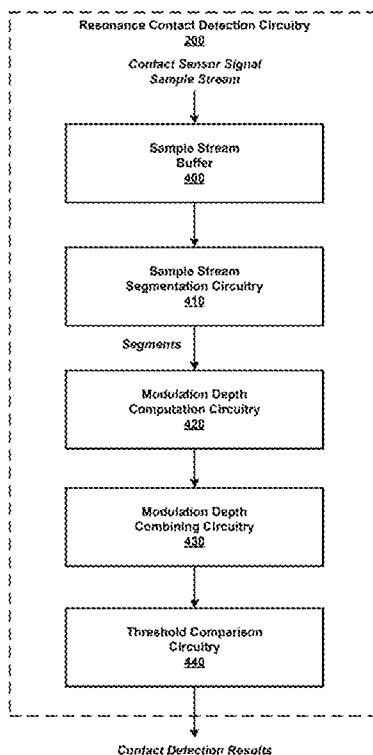 Resonance Contact Detection Circuitry
200
Contact Sensor Signal
Sample Stream
Sample Stream
Buffer
400
Sample Stream
Segmentation Circuitry
410
Segments
Modulation Depth
Computation Circuitry
420
Modulation Depth
Combining Circuitry
430
Threshold Comparison
Circuitry
440
Contact Detection Results